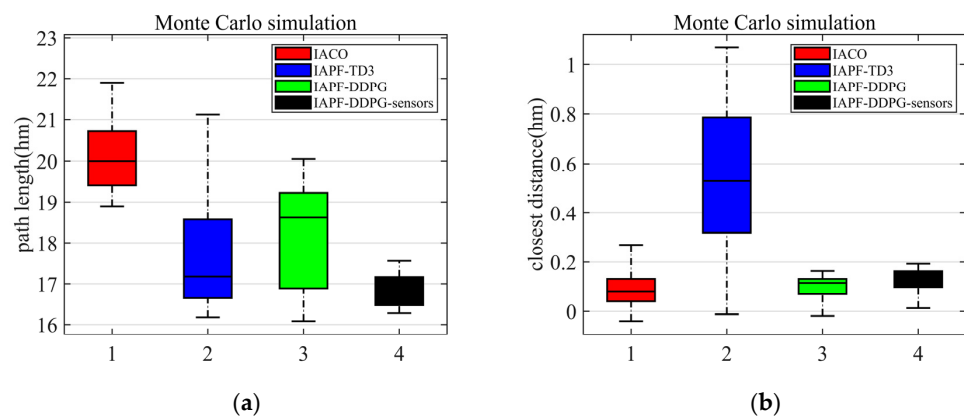 Monte Carlo simulation
23
22
21
20
19
18
17
16
path length(hm)
IACO
IAPF-TD3
IAPF-DDPG
IAPF-DDPG-sensors
1 2 3 4
(a)
Monte Carlo simulation
1
0.8
0.6
0.4
0.2
0
closest distance(hm)
IACO
IAPF-TD3
IAPF-DDPG
IAPF-DDPG-sensors
1 2 3 4
(b)